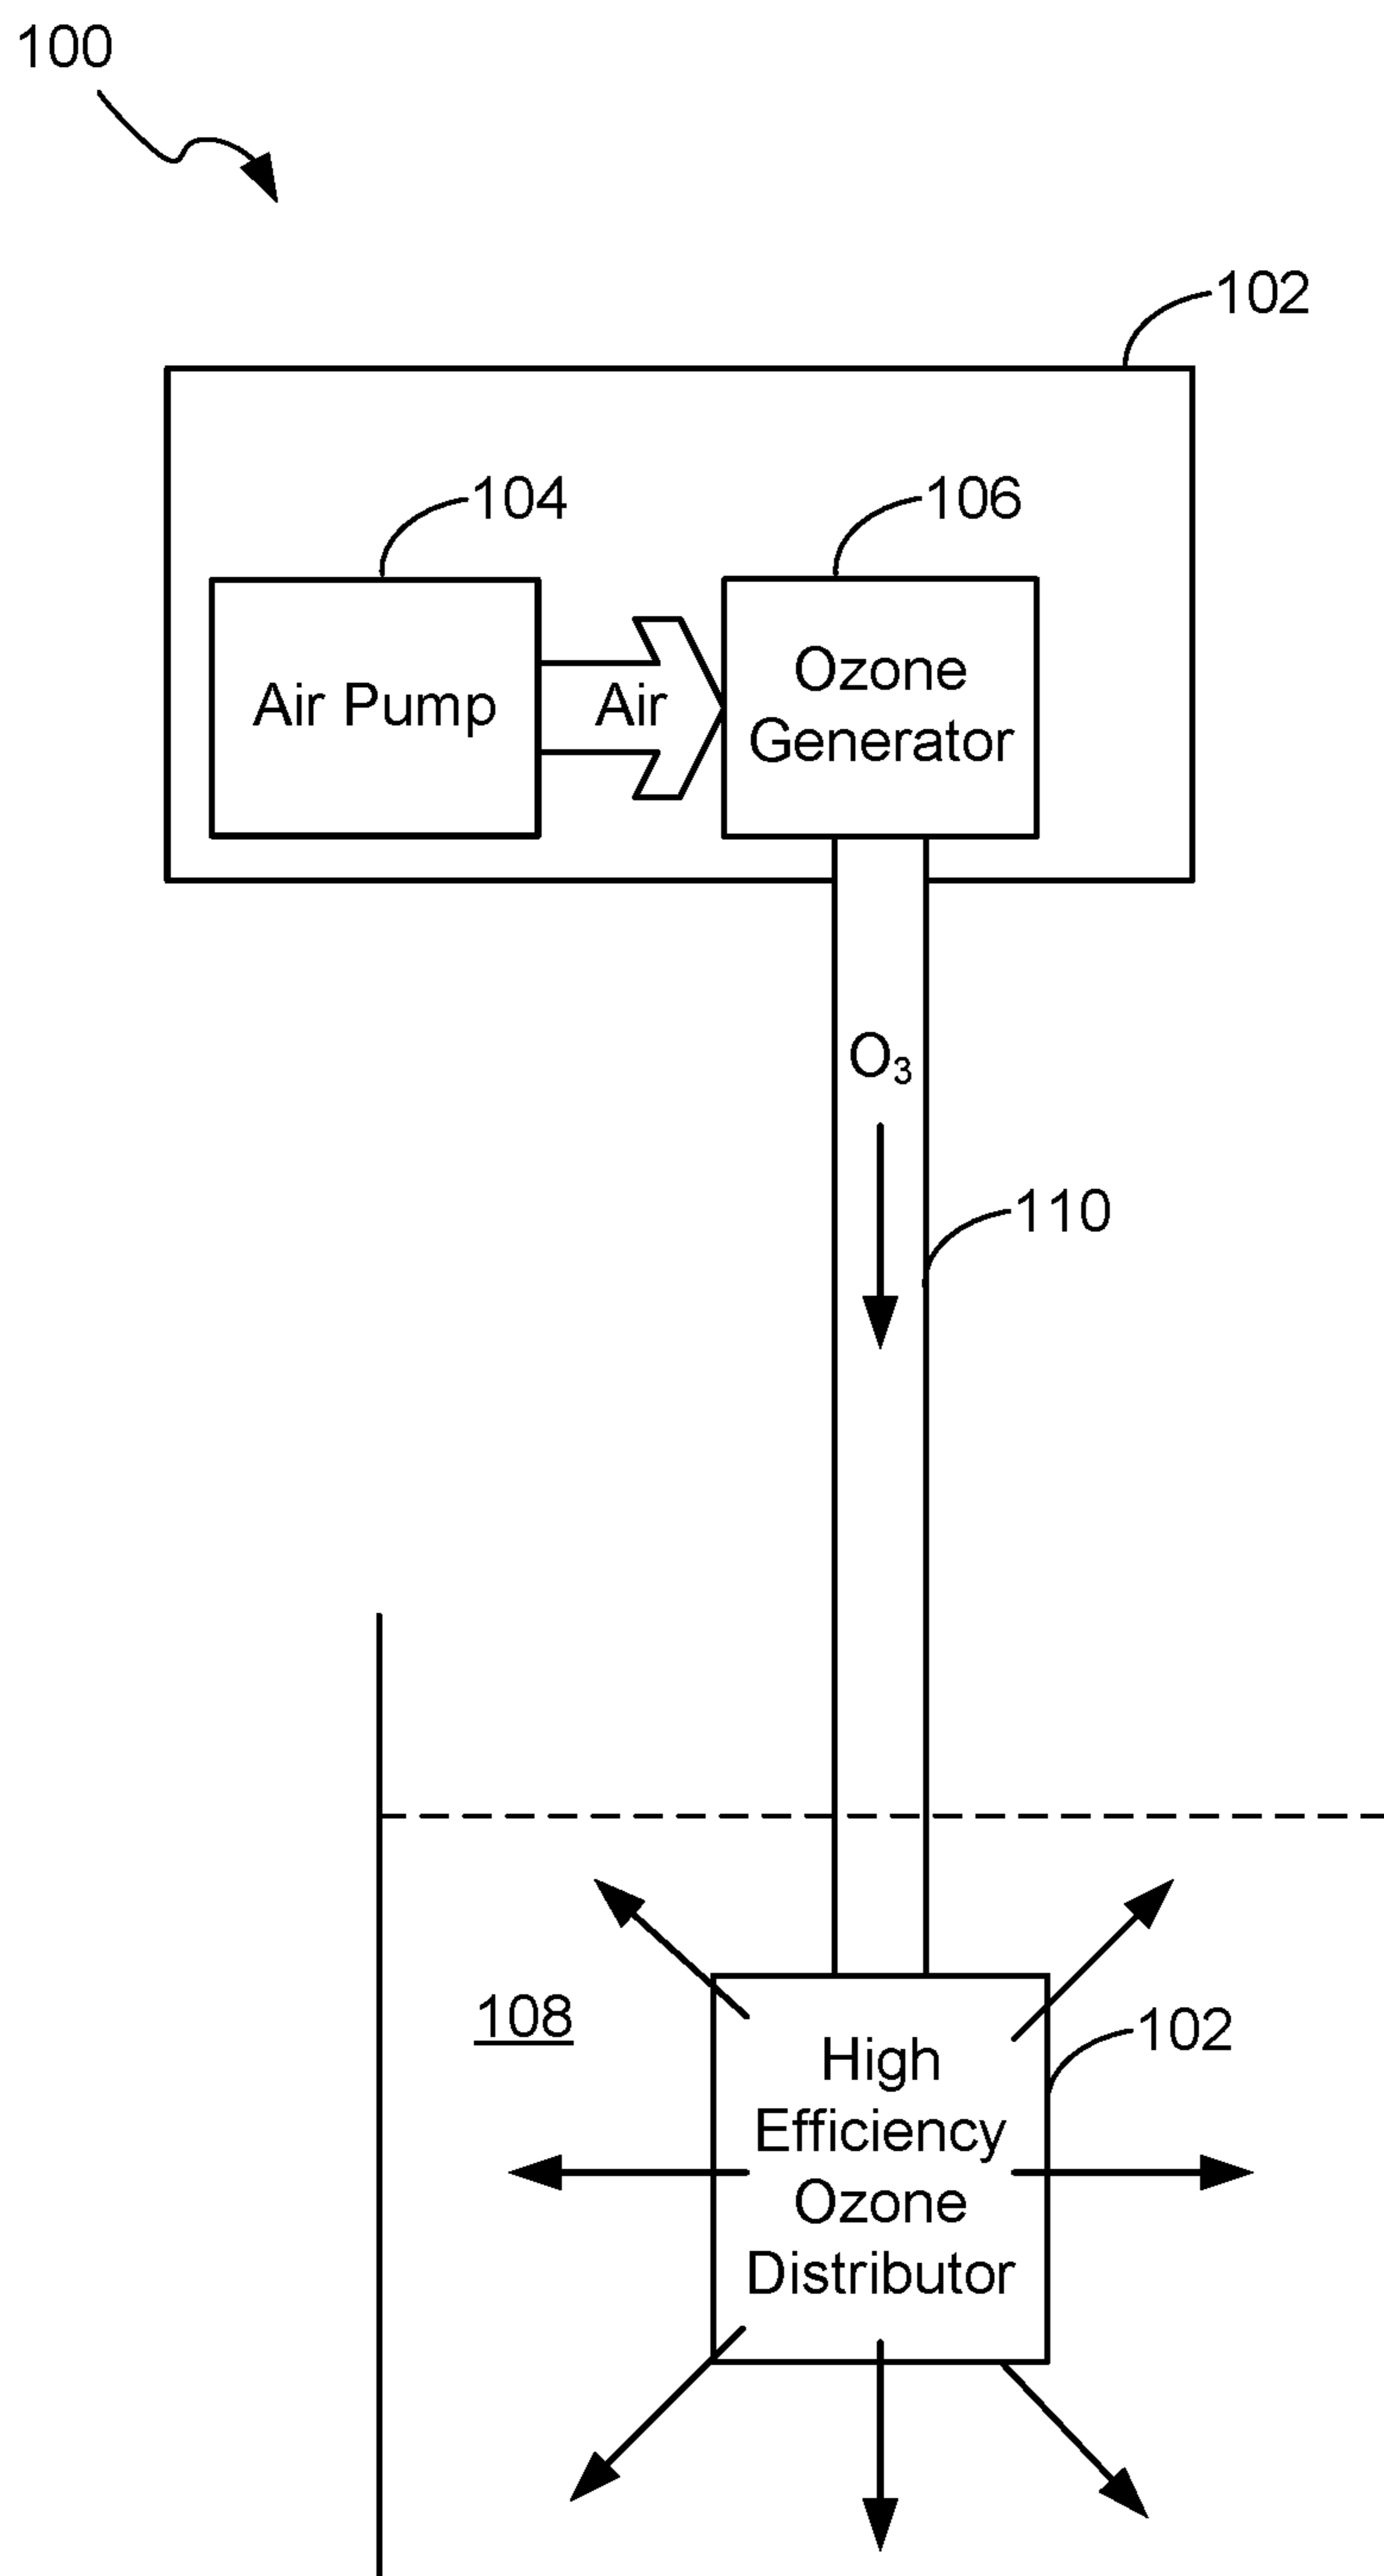 100
102
104
106
Air Pump
Air
Ozone
Generator
O₃
110
108
102
High
Efficiency
Ozone
Distributor